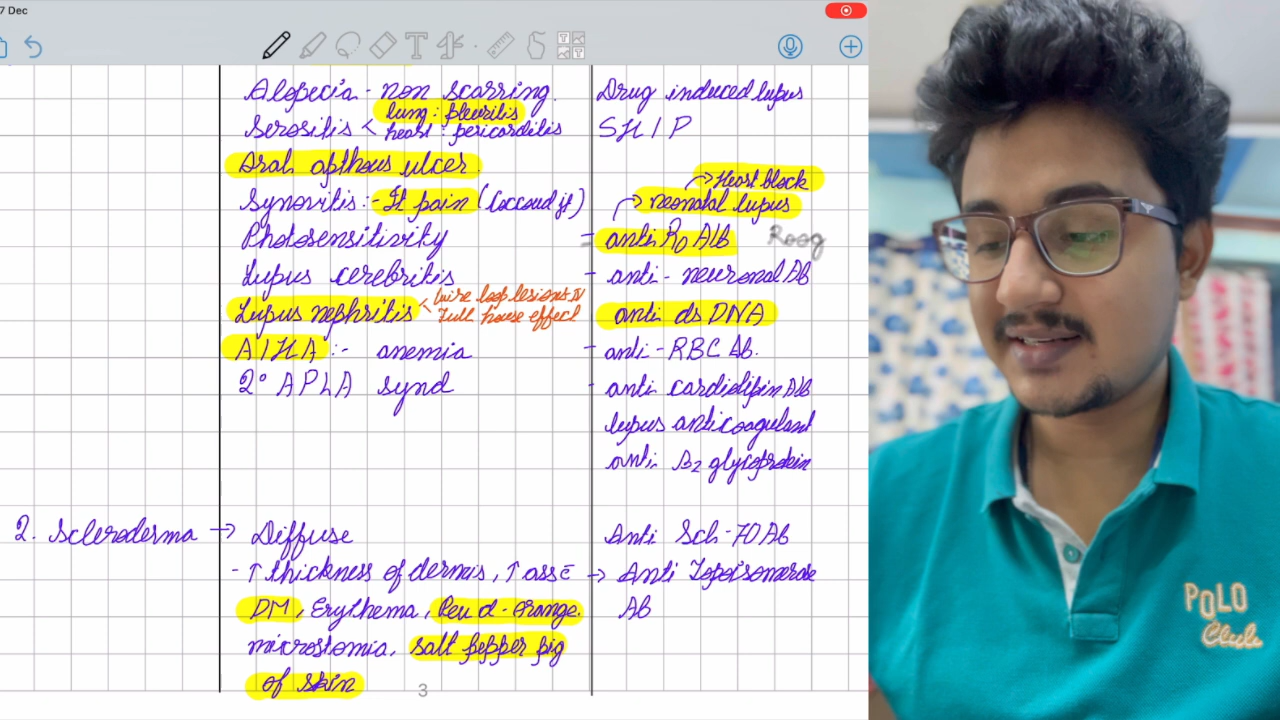 7 Dec
Alopecia - non scarring.
lung : pleuritis
Serositis < heart : pericarditis
Oral apthous ulcer.
Synovitis :- Jt pain (Jaccoud jt)
Photosensitivity
Lupus cerebritis
Lupus nephritis < wire loop lesions IV
Full house effect
AIHA :- anemia
2° APLA synd
Drug induced lupus
SHIP
→ Heart block
→ neonatal lupus
- anti Ro Ab Roog
- anti-neuronal Ab
anti ds DNA
- anti-RBC Ab.
- anti cardiolipin Ab
lupus anticoagulant
anti B2 glycoprotein
2. Scleroderma → Diffuse
- ↑ thickness of dermis, ↑ ass c̄
DM, Erythema, Peu d-orange.
microstomia, salt pepper pig
of skin
Anti Scl-70 Ab
→ Anti Topoisomerase
Ab
3
POLO
Club